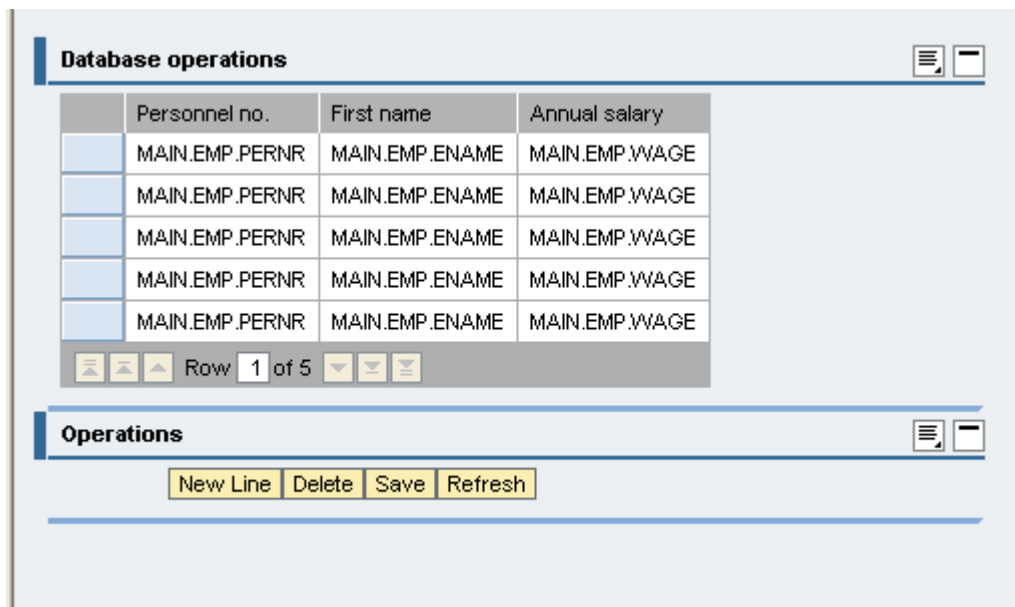 Database operations
Personnel no. First name Annual salary
MAIN.EMP.PERNR MAIN.EMP.ENAME MAIN.EMP.WAGE
MAIN.EMP.PERNR MAIN.EMP.ENAME MAIN.EMP.WAGE
MAIN.EMP.PERNR MAIN.EMP.ENAME MAIN.EMP.WAGE
MAIN.EMP.PERNR MAIN.EMP.ENAME MAIN.EMP.WAGE
MAIN.EMP.PERNR MAIN.EMP.ENAME MAIN.EMP.WAGE
Row 1 of 5
Operations
New Line Delete Save Refresh